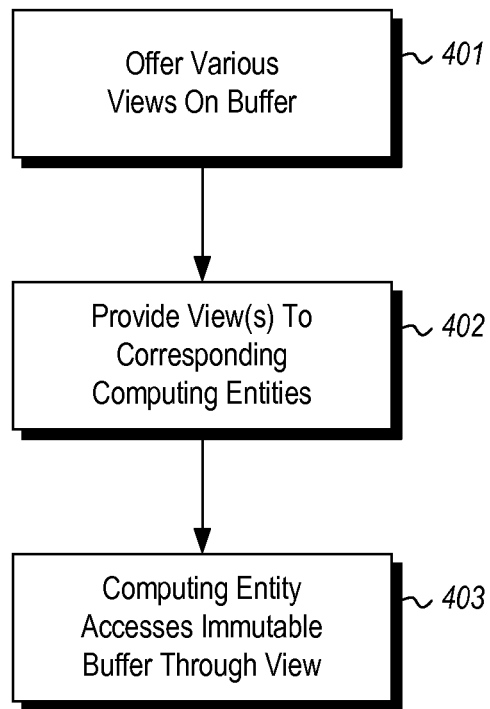 Offer Various
Views On Buffer
401
Provide View(s) To
Corresponding
Computing Entities
402
Computing Entity
Accesses Immutable
Buffer Through View
403